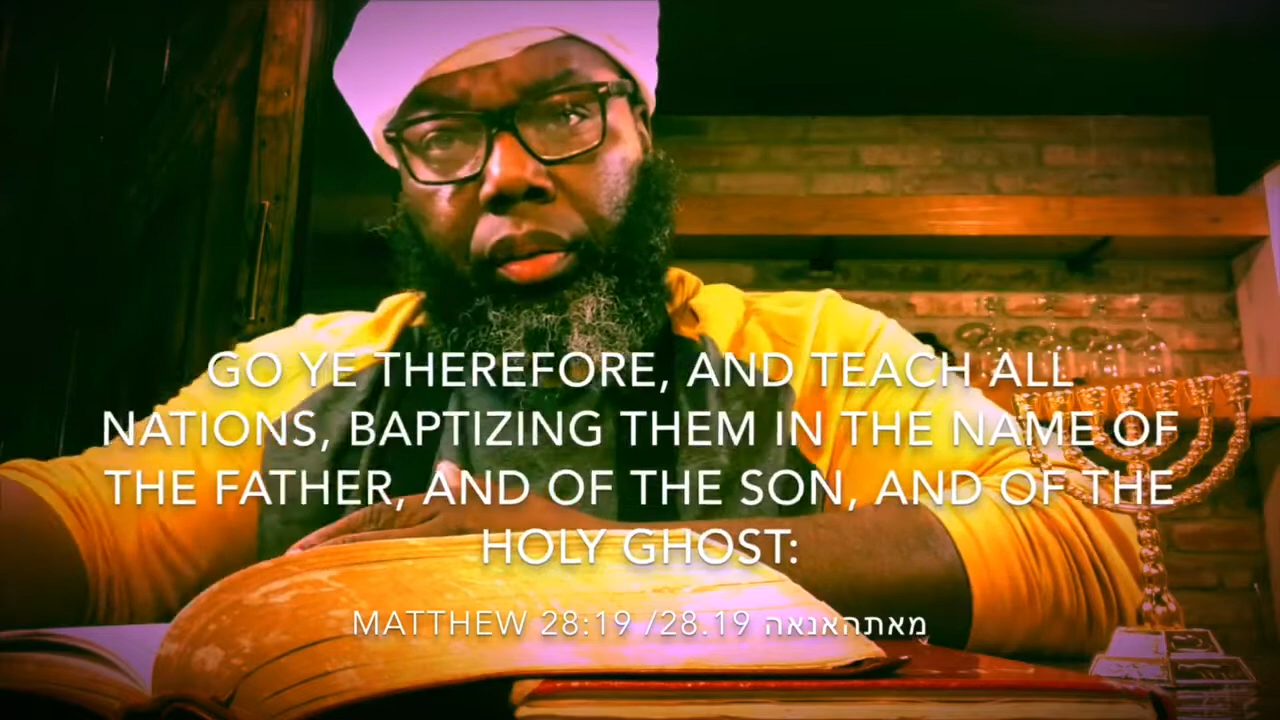 GO YE THEREFORE, AND TEACH ALL
NATIONS, BAPTIZING THEM IN THE NAME OF
THE FATHER, AND OF THE SON, AND OF THE
HOLY GHOST:
MATTHEW 28:19 /28.19 מאתהאנאה